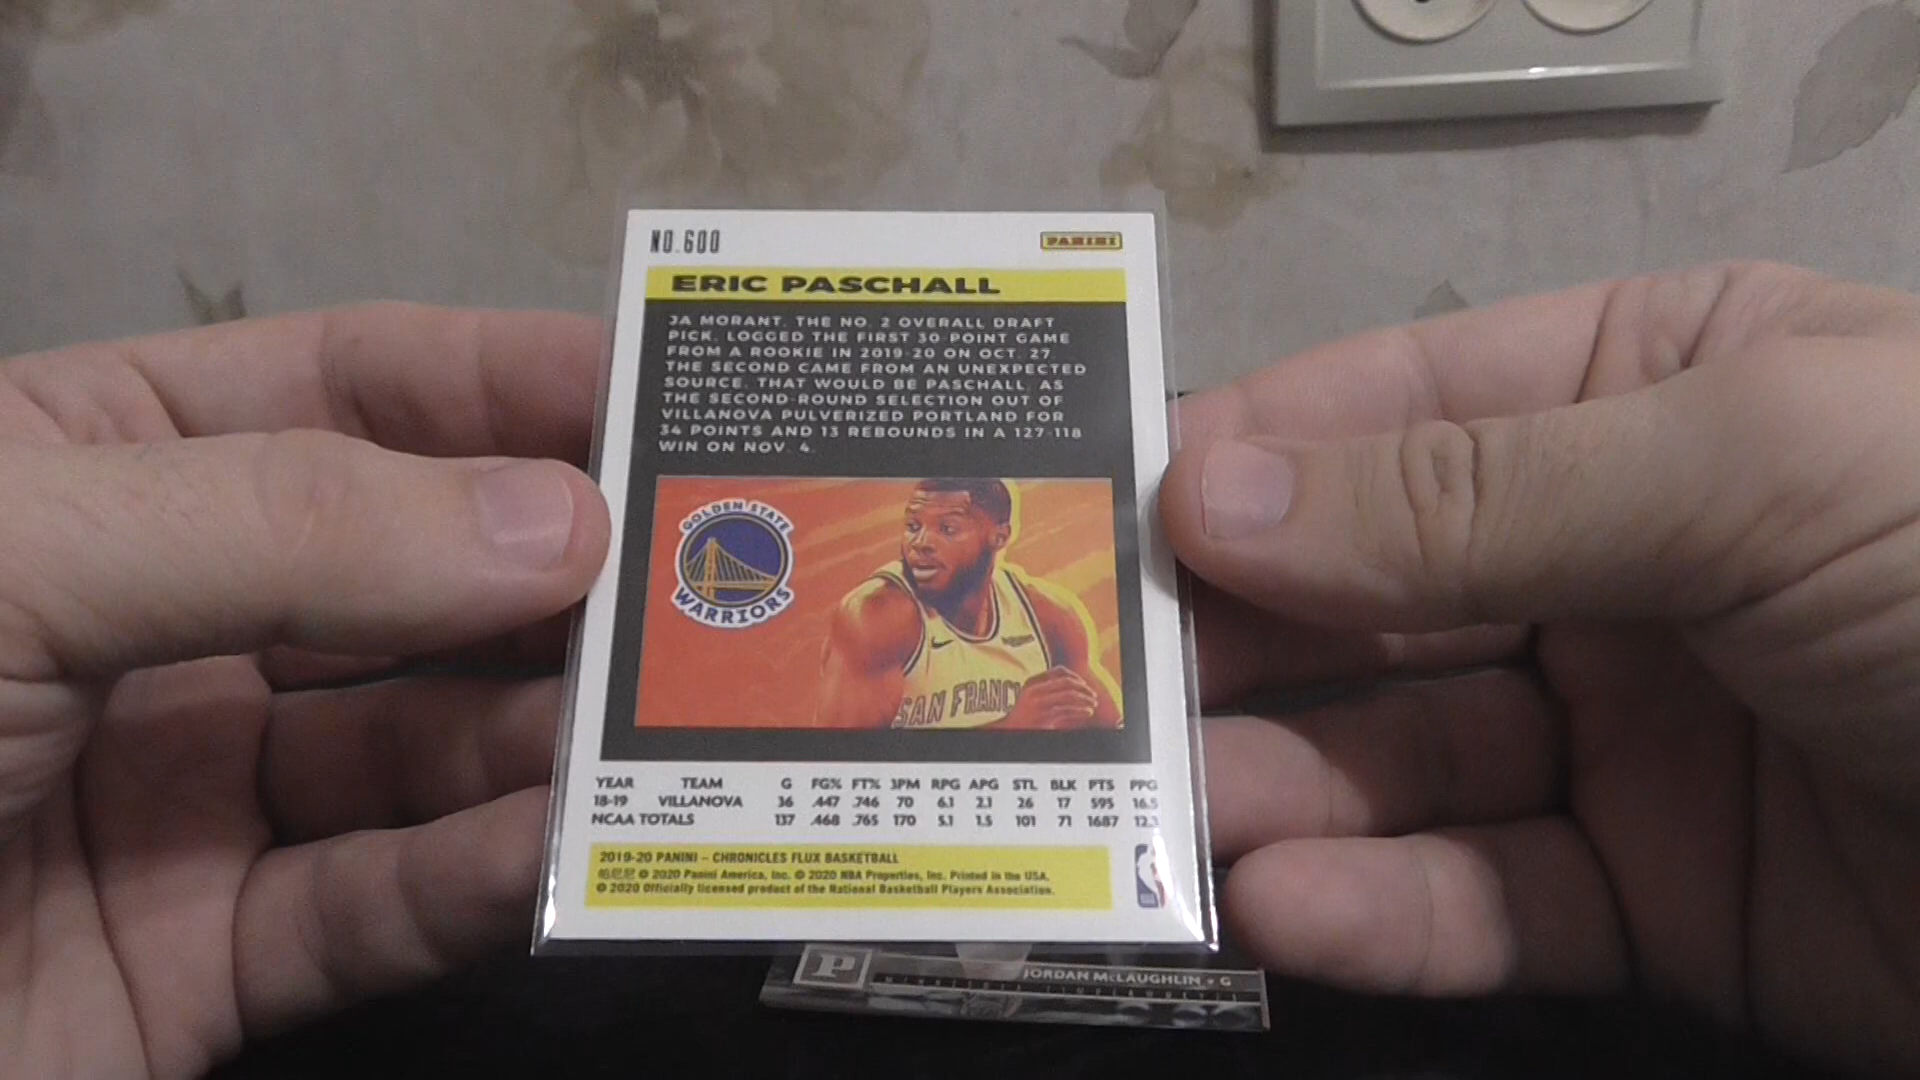 NO.600
PANINI
ERIC PASCHALL
JA MORANT, THE NO. 2 OVERALL DRAFT
PICK, LOGGED THE FIRST 30-POINT GAME
FROM A ROOKIE IN 2019-20 ON OCT. 27.
THE SECOND CAME FROM AN UNEXPECTED
SOURCE. THAT WOULD BE PASCHALL, AS
THE SECOND-ROUND SELECTION OUT OF
VILLANOVA PULVERIZED PORTLAND FOR
34 POINTS AND 13 REBOUNDS IN A 127-118
WIN ON NOV. 4.
GOLDEN STATE
WARRIORS
SAN FRANC
YEAR TEAM G FG% FT% 3PM RPG APG STL BLK PTS PPG
18-19 VILLANOVA 36 .447 .746 70 6.1 2.1 26 17 595 16.5
NCAA TOTALS 137 .468 .765 170 5.1 1.5 101 71 1687 12.3
2019-20 PANINI – CHRONICLES FLUX BASKETBALL
帕尼尼 © 2020 Panini America, Inc. © 2020 NBA Properties, Inc. Printed in the USA.
© 2020 Officially licensed product of the National Basketball Players Association.
P
JORDAN McLAUGHLIN • G
MINNESOTA TIMBERWOLVES